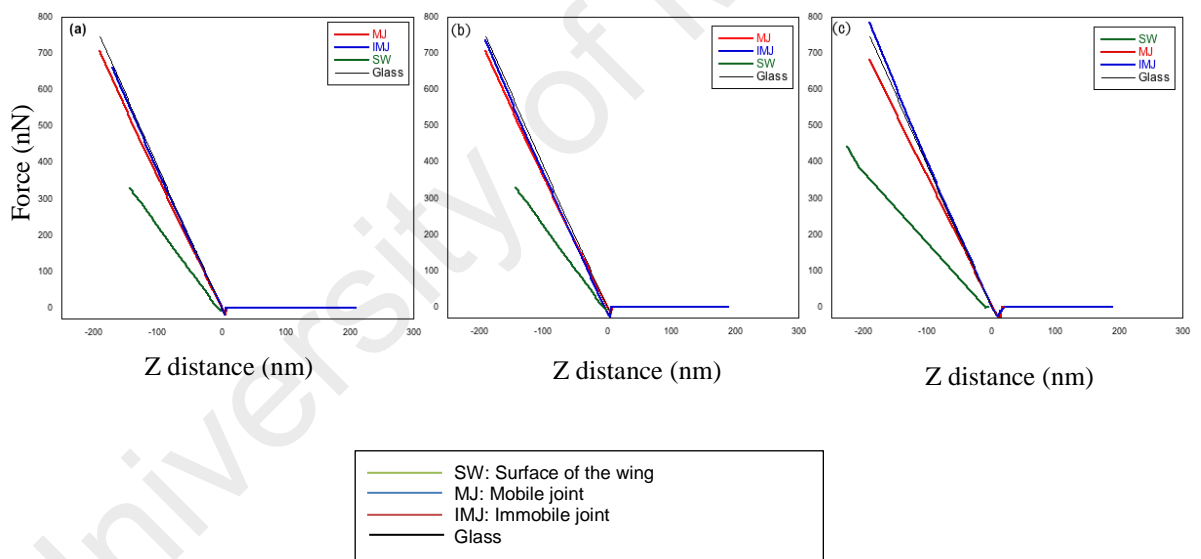 (a)
MJ
IMJ
SW
Glass
(b)
MJ
IMJ
SW
Glass
(c)
SW
MJ
IMJ
Glass
Force (nN)
800
700
600
500
400
300
200
100
0
-200
-100
0
100
200
300
800
700
600
500
400
300
200
100
0
-200
-100
0
100
200
300
800
700
600
500
400
300
200
100
0
-200
-100
0
100
200
300
Z distance (nm)
Z distance (nm)
Z distance (nm)
SW: Surface of the wing
MJ: Mobile joint
IMJ: Immobile joint
Glass
University of